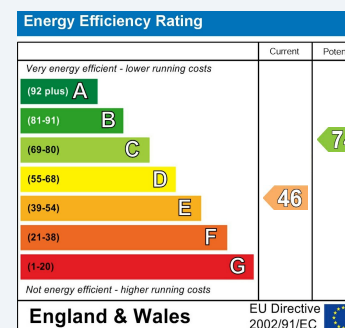 Energy Efficiency Rating
Current
Very energy efficient - lower running costs
(92 plus) A
(81-91) B
(69-80) C
(55-68) D
(39-54) E
46
(21-38) F
(1-20) G
Not energy efficient - higher running costs
England & Wales
EU Directive
2002/91/EC